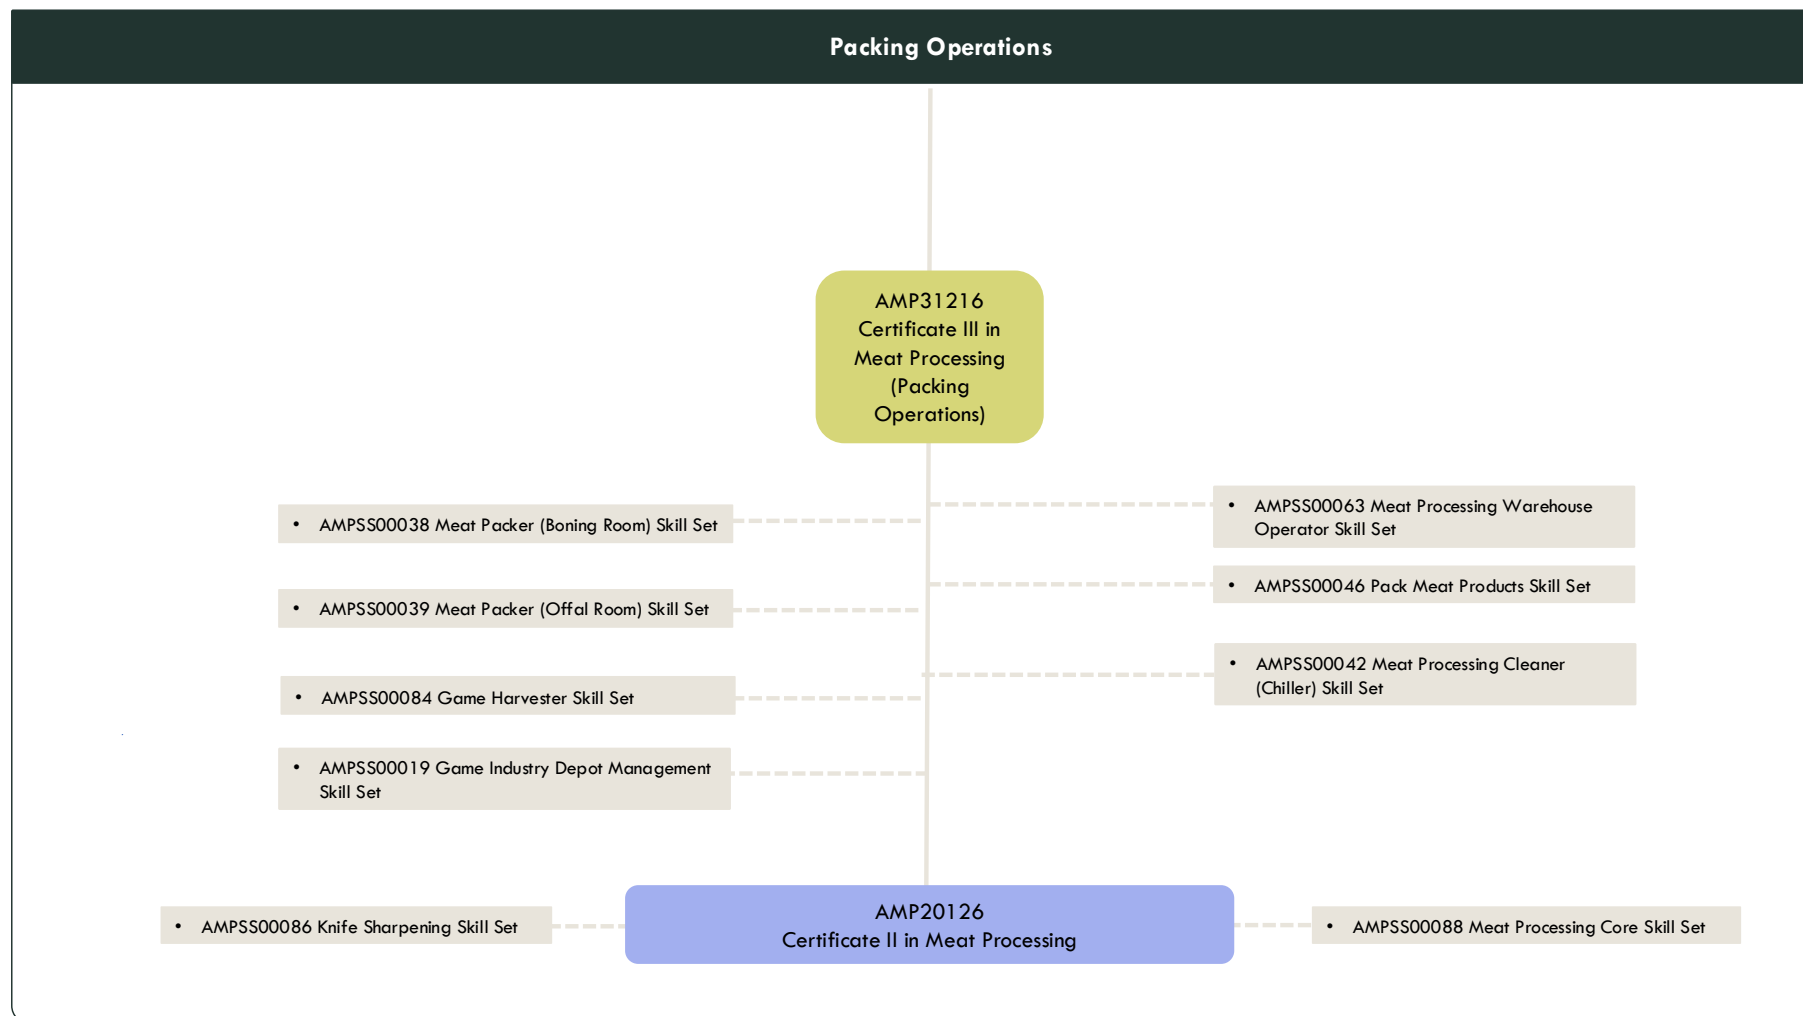 Packing Operations
AMP31216
Certificate III in
Meat Processing
(Packing
Operations)
• AMPSS00038 Meat Packer (Boning Room) Skill Set
• AMPSS00039 Meat Packer (Offal Room) Skill Set
• AMPSS00084 Game Harvester Skill Set
• AMPSS00019 Game Industry Depot Management
Skill Set
• AMPSS00063 Meat Processing Warehouse
Operator Skill Set
• AMPSS00046 Pack Meat Products Skill Set
• AMPSS00042 Meat Processing Cleaner
(Chiller) Skill Set
• AMPSS00086 Knife Sharpening Skill Set
AMP20126
Certificate II in Meat Processing
• AMPSS00088 Meat Processing Core Skill Set